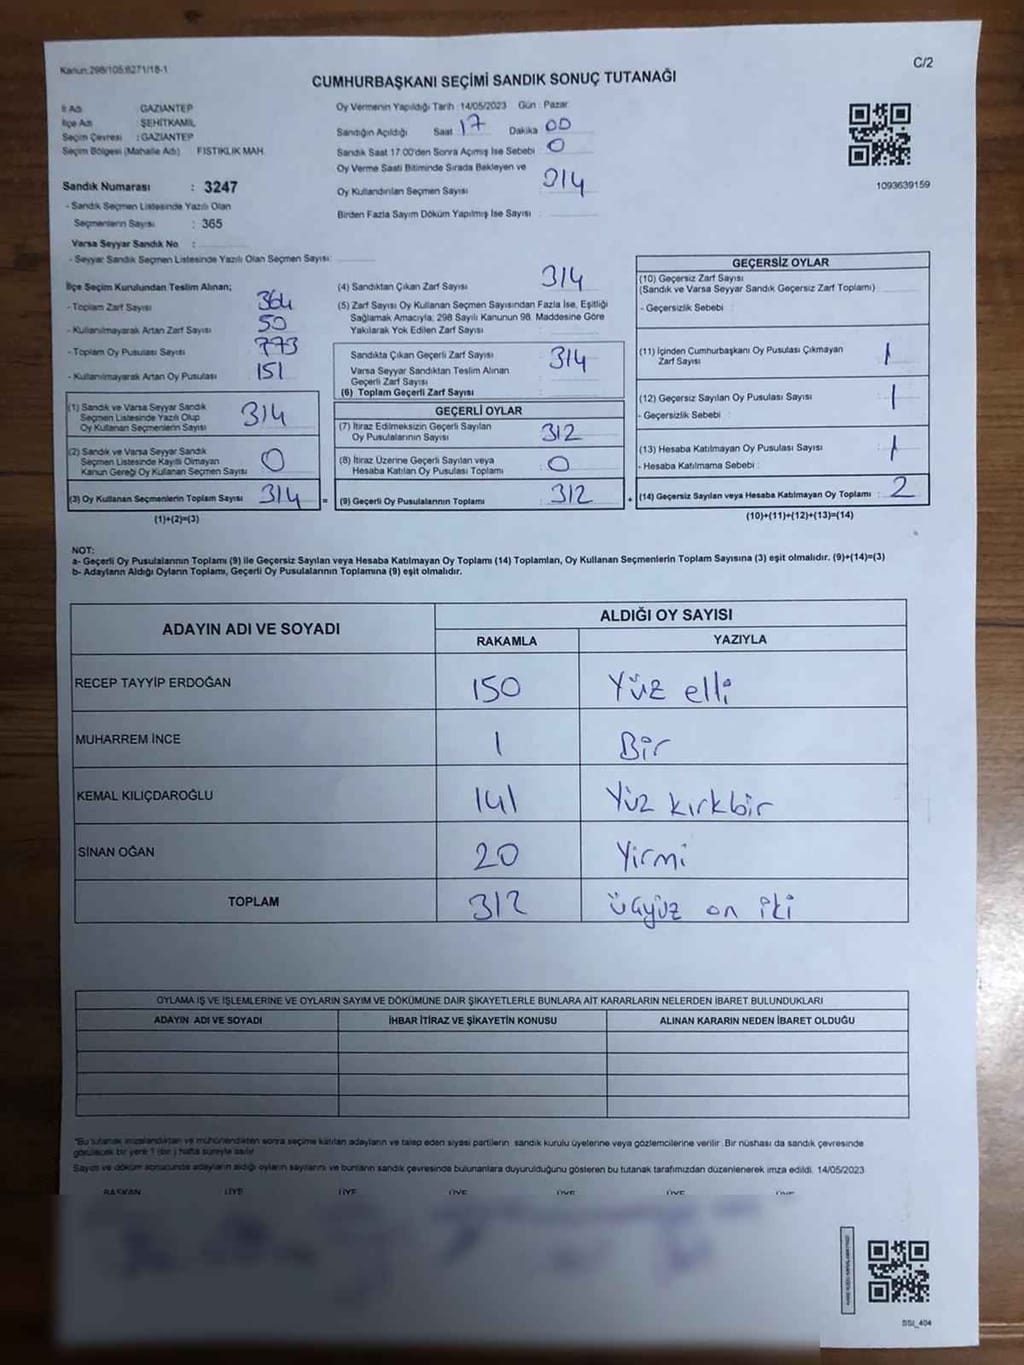 Kanun:298/105;6271/18-1
C/2
CUMHURBAŞKANI SEÇİMİ SANDIK SONUÇ TUTANAĞI
İl Adı : GAZİANTEP
İlçe Adı : ŞEHİTKAMİL
Seçim Çevresi : GAZİANTEP
Seçim Bölgesi (Mahalle Adı) FISTIKLIK MAH.
Oy Vermenin Yapıldığı Tarih : 14/05/2023 Gün : Pazar
Sandığın Açıldığı Saat 17 Dakika 00
Sandık Saat 17:00'den Sonra Açımış İse Sebebi 0
Oy Verme Saati Bitiminde Sırada Bekleyen ve
Oy Kullandırılan Seçmen Sayısı 014
Birden Fazla Sayım Döküm Yapılmış İse Sayısı
1093639159
Sandık Numarası : 3247
- Sandık Seçmen Listesinde Yazılı Olan
Seçmenlerin Sayısı : 365
Varsa Seyyar Sandık No :
- Seyyar Sandık Seçmen Listesinde Yazılı Olan Seçmen Sayısı:
İlçe Seçim Kurulundan Teslim Alınan;
- Toplam Zarf Sayısı 364
- Kullanılmayarak Artan Zarf Sayısı 50
- Toplam Oy Pusulası Sayısı 773
- Kullanılmayarak Artan Oy Pusulası 151
(1) Sandık ve Varsa Seyyar Sandık
Seçmen Listesinde Yazılı Olup
Oy Kullanan Seçmenlerin Sayısı 314
(2) Sandık ve Varsa Seyyar Sandık
Seçmen Listesinde Kayıtlı Olmayan
Kanun Gereği Oy Kullanan Seçmen Sayısı 0
(3) Oy Kullanan Seçmenlerin Toplam Sayısı 314 =
(1)+(2)=(3)
(4) Sandıktan Çıkan Zarf Sayısı 314
(5) Zarf Sayısı Oy Kullanan Seçmen Sayısından Fazla İse, Eşitliği
Sağlamak Amacıyla, 298 Sayılı Kanunun 98. Maddesine Göre
Yakılarak Yok Edilen Zarf Sayısı
Sandıkta Çıkan Geçerli Zarf Sayısı 314
Varsa Seyyar Sandıktan Teslim Alınan
Geçerli Zarf Sayısı
(6) Toplam Geçerli Zarf Sayısı
GEÇERLİ OYLAR
(7) İtiraz Edilmeksizin Geçerli Sayılan
Oy Pusulalarının Sayısı 312
(8) İtiraz Üzerine Geçerli Sayılan veya
Hesaba Katılan Oy Pusulası Toplamı 0
(9) Geçerli Oy Pusulalarının Toplamı 312 +
GEÇERSİZ OYLAR
(10) Geçersiz Zarf Sayısı
(Sandık ve Varsa Seyyar Sandık Geçersiz Zarf Toplamı)
- Geçersizlik Sebebi :
(11) İçinden Cumhurbaşkanı Oy Pusulası Çıkmayan
Zarf Sayısı 1
(12) Geçersiz Sayılan Oy Pusulası Sayısı 1
- Geçersizlik Sebebi :
(13) Hesaba Katılmayan Oy Pusulası Sayısı 1
- Hesaba Katılmama Sebebi :
(14) Geçersiz Sayılan veya Hesaba Katılmayan Oy Toplamı : 2
(10)+(11)+(12)+(13)=(14)
NOT:
a- Geçerli Oy Pusulalarının Toplamı (9) ile Geçersiz Sayılan veya Hesaba Katılmayan Oy Toplamı (14) Toplamları, Oy Kullanan Seçmenlerin Toplam Sayısına (3) eşit olmalıdır. (9)+(14)=(3)
b- Adayların Aldığı Oyların Toplamı, Geçerli Oy Pusulalarının Toplamına (9) eşit olmalıdır.
ADAYIN ADI VE SOYADI
ALDIĞI OY SAYISI
RAKAMLA YAZIYLA
RECEP TAYYİP ERDOĞAN 150 Yüz elli
MUHARREM İNCE 1 Bir
KEMAL KILIÇDAROĞLU 141 Yüz kırkbir
SİNAN OĞAN 20 Yirmi
TOPLAM 312 üçyüz on iki
OYLAMA İŞ VE İŞLEMLERİNE VE OYLARIN SAYIM VE DÖKÜMÜNE DAİR ŞİKAYETLERLE BUNLARA AİT KARARLARIN NELERDEN İBARET BULUNDUKLARI
ADAYIN ADI VE SOYADI İHBAR İTİRAZ VE ŞİKAYETİN KONUSU ALINAN KARARIN NEDEN İBARET OLDUĞU
*Bu tutanak imzalandıktan ve mühürlendikten sonra seçime katılan adayların ve talep eden siyasi partilerin sandık kurulu üyelerine veya gözlemcilerine verilir. Bir nüshası da sandık çevresinde
görülecek bir yere 1 (bir) hafta süreyle asılır.
Sayım ve döküm sonucunda adayların aldığı oyların sayılarını ve bunların sandık çevresinde bulunanlara duyurulduğunu gösteren bu tutanak tarafımızdan düzenlenerek imza edildi. 14/05/2023
BAŞKAN ÜYE ÜYE ÜYE ÜYE ÜYE ÜYE
SSI_404